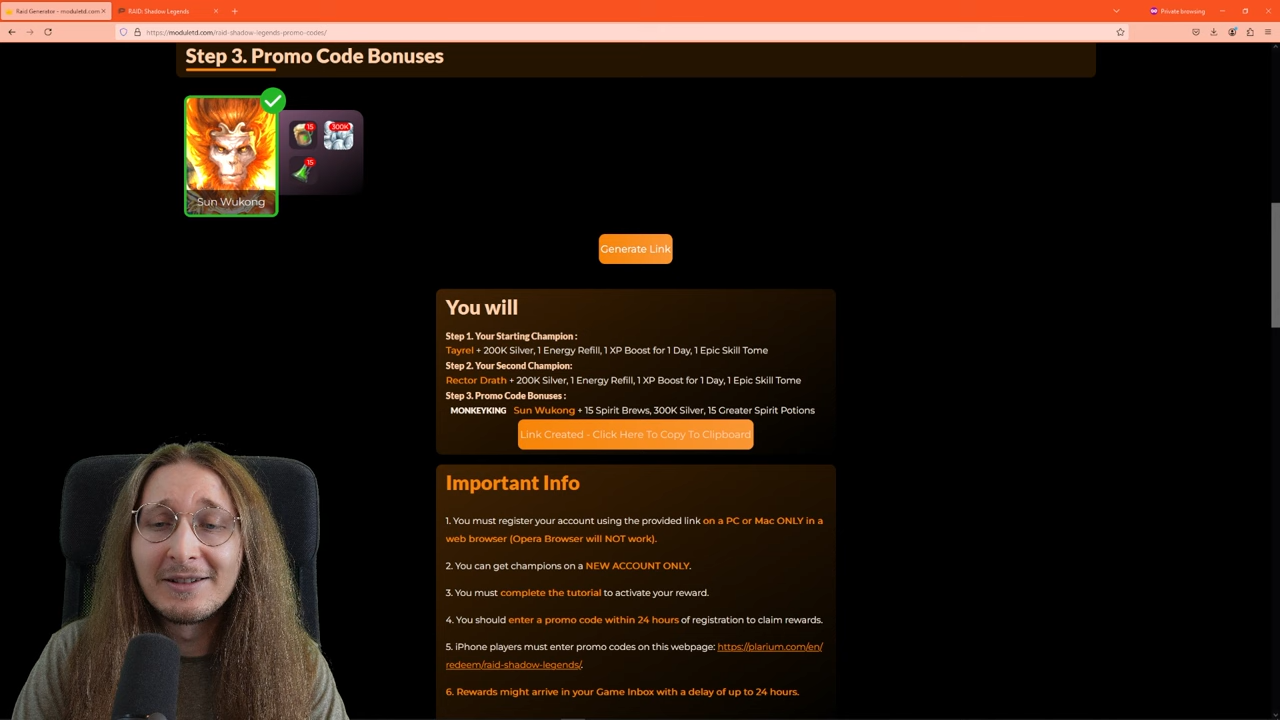 Raid Generator - moduletd.com
RAID: Shadow Legends
Private browsing
https://moduletd.com/raid-shadow-legends-promo-codes/
Step 3. Promo Code Bonuses
15
300K
15
Sun Wukong
Generate Link
You will
Step 1. Your Starting Champion :
Tayrel + 200K Silver, 1 Energy Refill, 1 XP Boost for 1 Day, 1 Epic Skill Tome
Step 2. Your Second Champion:
Rector Drath + 200K Silver, 1 Energy Refill, 1 XP Boost for 1 Day, 1 Epic Skill Tome
Step 3. Promo Code Bonuses :
MONKEYKING Sun Wukong + 15 Spirit Brews, 300K Silver, 15 Greater Spirit Potions
Link Created - Click Here To Copy To Clipboard
Important Info
1. You must register your account using the provided link on a PC or Mac ONLY in a
web browser (Opera Browser will NOT work).
2. You can get champions on a NEW ACCOUNT ONLY.
3. You must complete the tutorial to activate your reward.
4. You should enter a promo code within 24 hours of registration to claim rewards.
5. iPhone players must enter promo codes on this webpage: https://plarium.com/en/
redeem/raid-shadow-legends/.
6. Rewards might arrive in your Game Inbox with a delay of up to 24 hours.